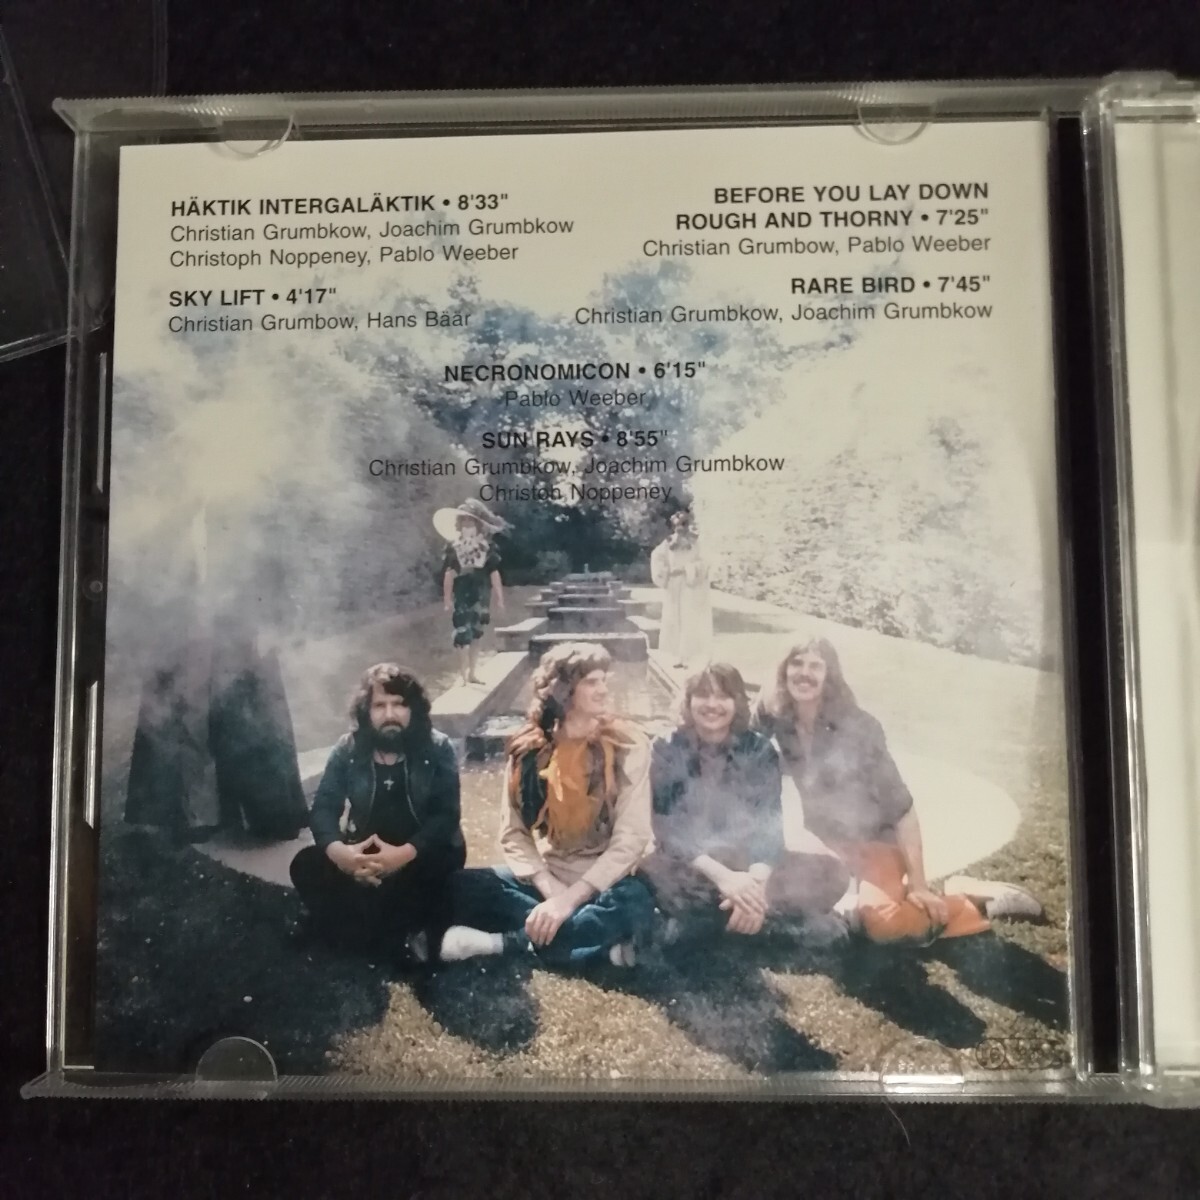 HÄKTIK INTERGALÄKTIK • 8'33"
Christian Grumbkow, Joachim Grumbkow
Christoph Noppeney, Pablo Weeber
SKY LIFT • 4'17"
Christian Grumbow, Hans Bäär
BEFORE YOU LAY DOWN
ROUGH AND THORNY • 7'25"
Christian Grumbow, Pablo Weeber
RARE BIRD • 7'45"
Christian Grumbkow, Joachim Grumbkow
NECRONOMICON • 6'15"
Pablo Weeber
SUN RAYS • 8'55"
Christian Grumbkow, Joachim Grumbkow
Christoh Noppeney